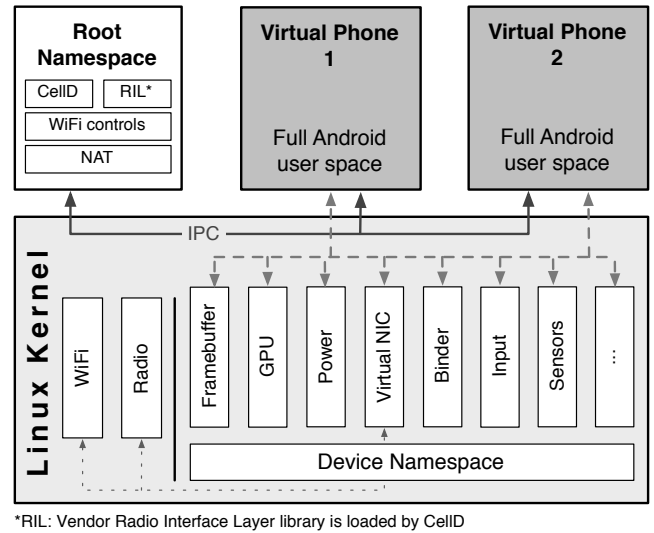 Root
Namespace
CellD
RIL*
WiFi controls
NAT
Virtual Phone
1
Full Android
user space
Virtual Phone
2
Full Android
user space
IPC
Linux Kernel
WiFi
Radio
Framebuffer
GPU
Power
Virtual NIC
Binder
Input
Sensors
...
Device Namespace
*RIL: Vendor Radio Interface Layer library is loaded by CellD